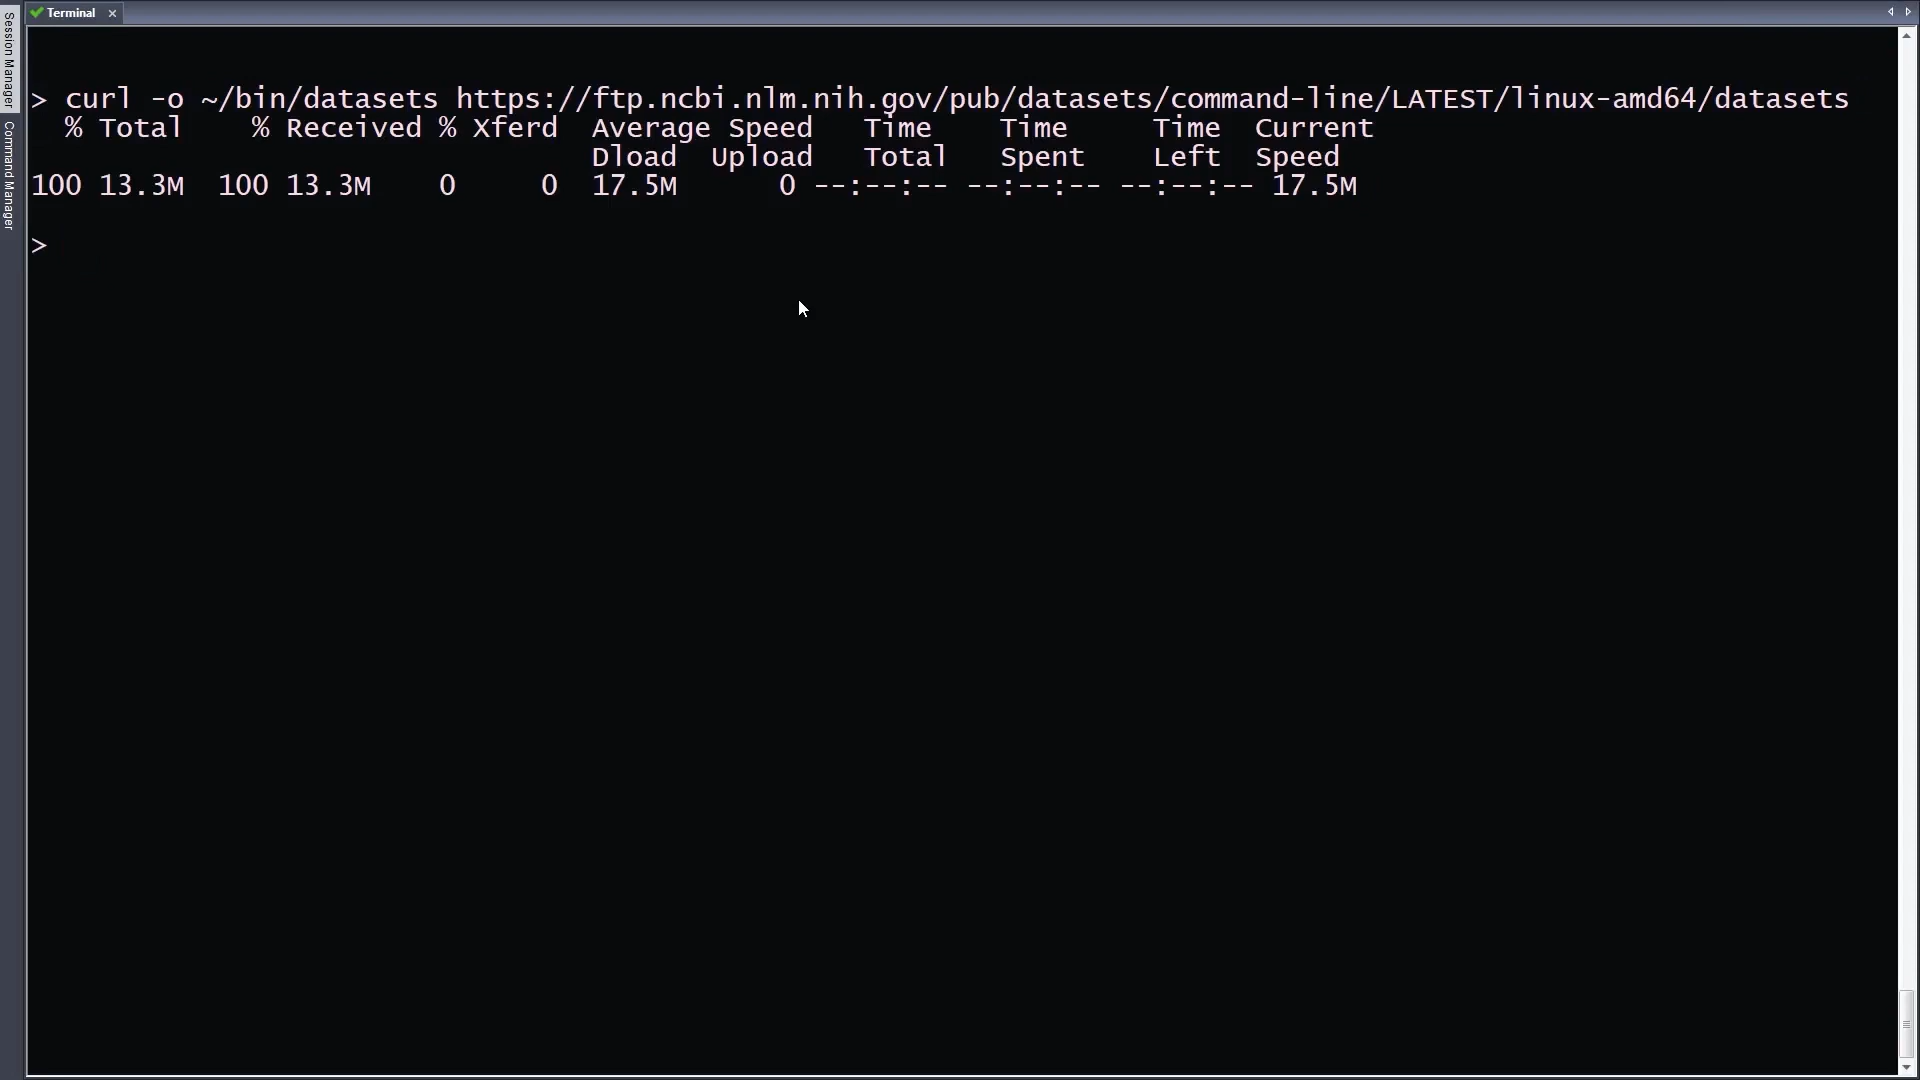 Terminal
Session Manager
Command Manager
> curl -o ~/bin/datasets https://ftp.ncbi.nlm.nih.gov/pub/datasets/command-line/LATEST/linux-amd64/datasets
  % Total    % Received % Xferd  Average Speed   Time    Time     Time  Current
                                 Dload  Upload   Total   Spent    Left  Speed
100 13.3M  100 13.3M    0     0  17.5M      0 --:--:-- --:--:-- --:--:-- 17.5M
>